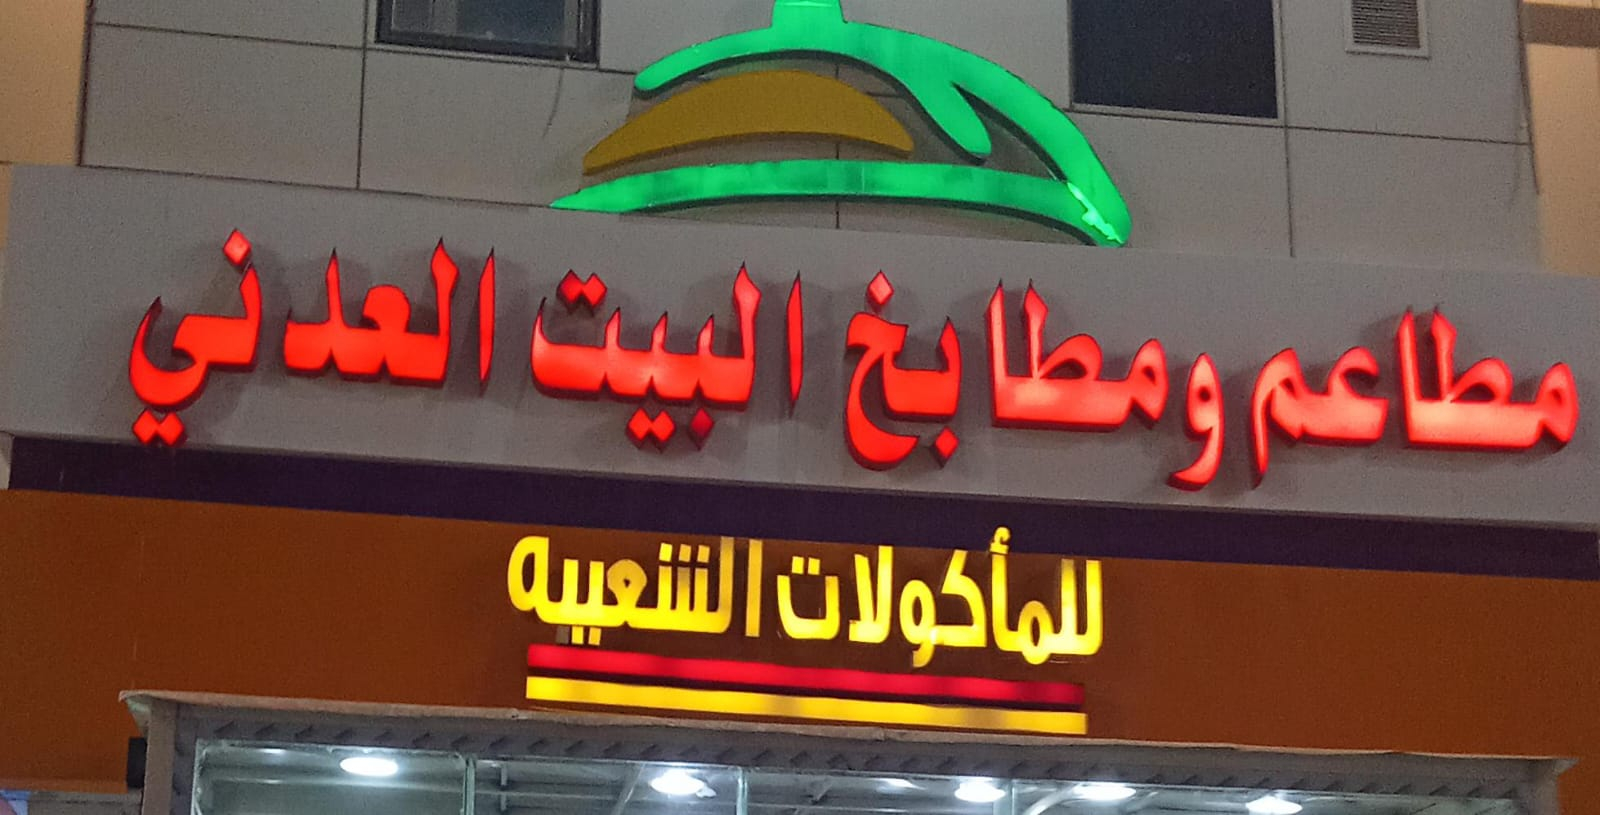 مطاعم ومطابخ البيت العدني
للمأكولات الشعبيه